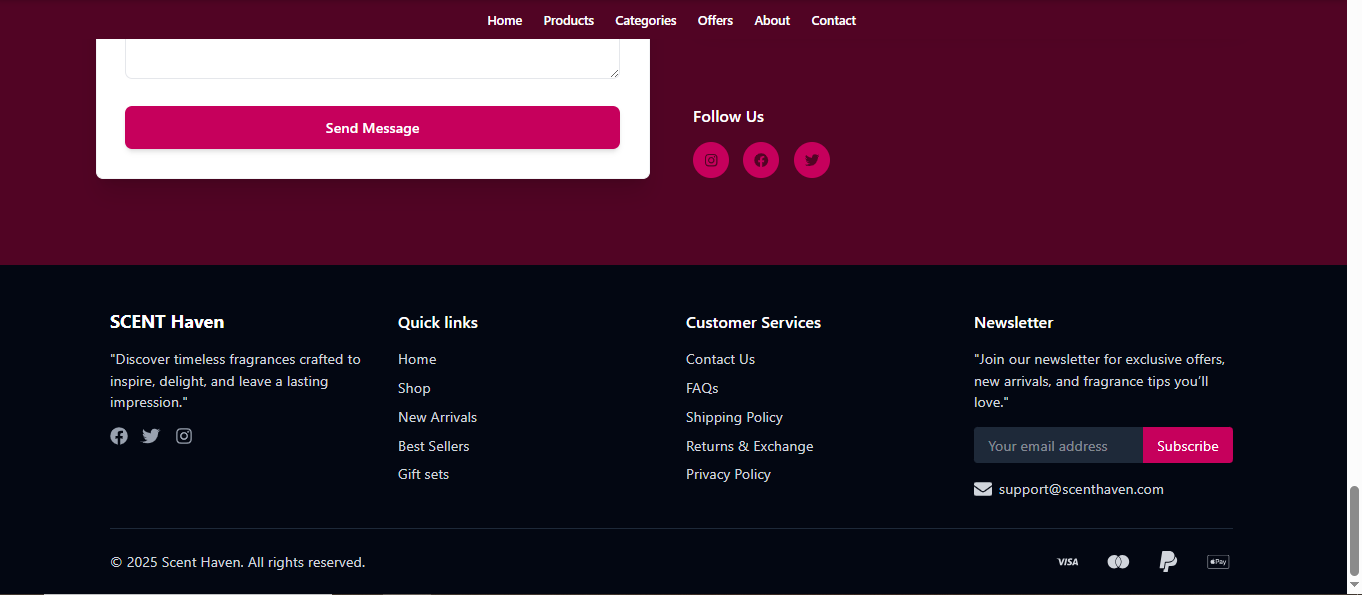 Home Products Categories Offers About Contact
Send Message
Follow Us
SCENT Haven
"Discover timeless fragrances crafted to
inspire, delight, and leave a lasting
impression."
Quick links
Home
Shop
New Arrivals
Best Sellers
Gift sets
Customer Services
Contact Us
FAQs
Shipping Policy
Returns & Exchange
Privacy Policy
Newsletter
"Join our newsletter for exclusive offers,
new arrivals, and fragrance tips you’ll
love."
Your email address Subscribe
support@scenthaven.com
© 2025 Scent Haven. All rights reserved.
VISA Pay